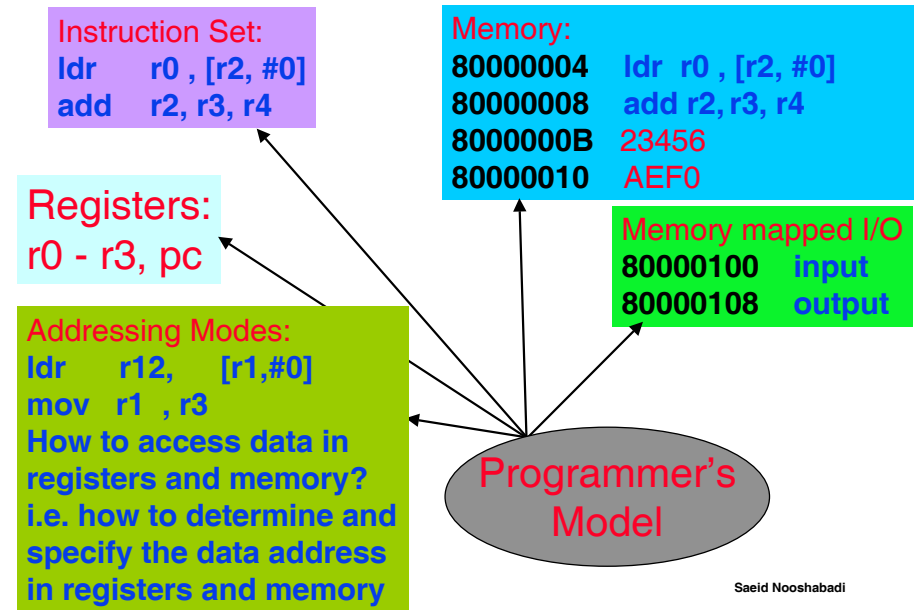 Instruction Set:
ldr r0 , [r2, #0]
add r2, r3, r4
Memory:
80000004 ldr r0 , [r2, #0]
80000008 add r2, r3, r4
8000000B 23456
80000010 AEF0
Registers:
r0 - r3, pc
Memory mapped I/O
80000100 input
80000108 output
Addressing Modes:
ldr r12, [r1,#0]
mov r1 , r3
How to access data in
registers and memory?
i.e. how to determine and
specify the data address
in registers and memory
Programmer's
Model
Saeid Nooshabadi